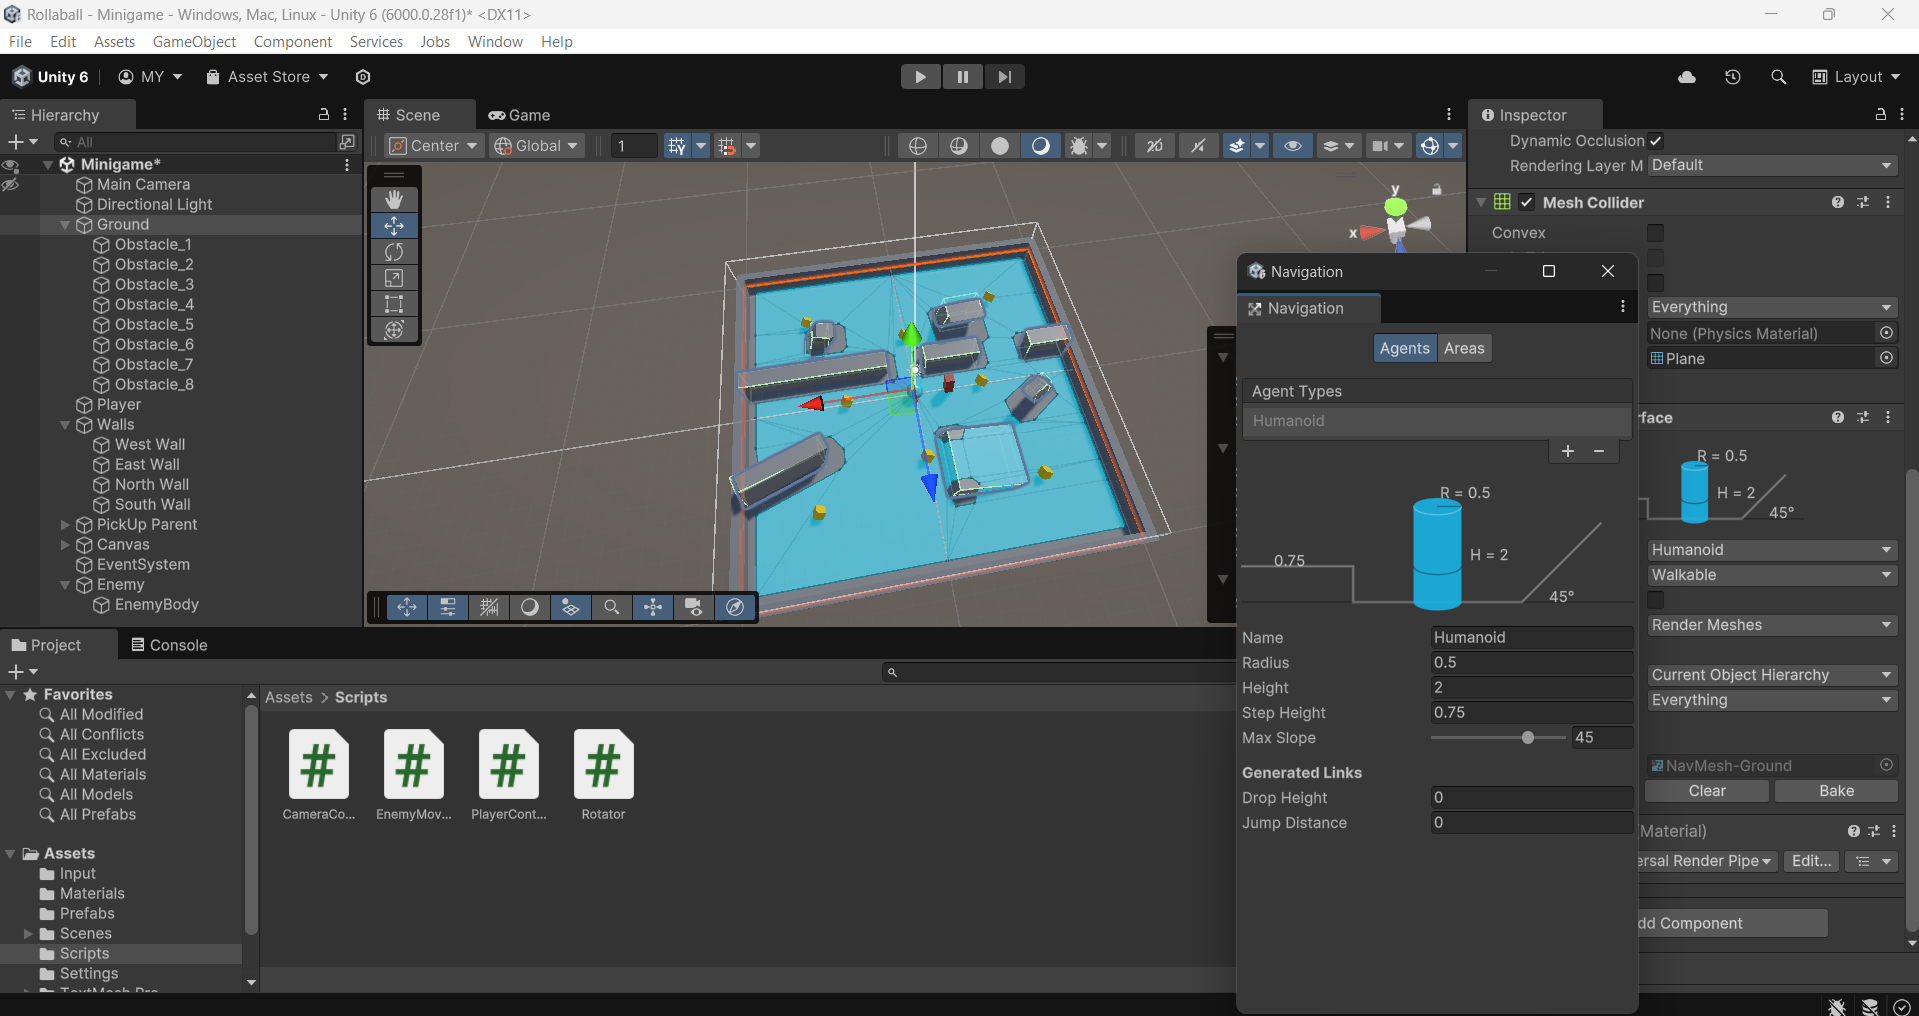 Rollaball - Minigame - Windows, Mac, Linux - Unity 6 (6000.0.28f1)* <DX11>
File Edit Assets GameObject Component Services Jobs Window Help
Unity 6 MY Asset Store Layout
Hierarchy
All
Minigame*
Main Camera
Directional Light
Ground
Obstacle_1
Obstacle_2
Obstacle_3
Obstacle_4
Obstacle_5
Obstacle_6
Obstacle_7
Obstacle_8
Player
Walls
West Wall
East Wall
North Wall
South Wall
PickUp Parent
Canvas
EventSystem
Enemy
EnemyBody
Scene Game
Center Global 1 2D
y
x
Inspector
Dynamic Occlusion
Rendering Layer M Default
Mesh Collider
Convex
Everything
None (Physics Material)
Plane
face
R = 0.5
H = 2
45°
Humanoid
Walkable
Render Meshes
Current Object Hierarchy
Everything
NavMesh-Ground
Clear Bake
Material)
ersal Render Pipe Edit...
dd Component
Navigation
Navigation
Agents Areas
Agent Types
Humanoid
+ −
R = 0.5
0.75
H = 2
45°
Name Humanoid
Radius 0.5
Height 2
Step Height 0.75
Max Slope 45
Generated Links
Drop Height 0
Jump Distance 0
Project Console
Favorites
All Modified
All Conflicts
All Excluded
All Materials
All Models
All Prefabs
Assets
Input
Materials
Prefabs
Scenes
Scripts
Settings
Assets > Scripts
# # # #
CameraCo... EnemyMov... PlayerCont... Rotator